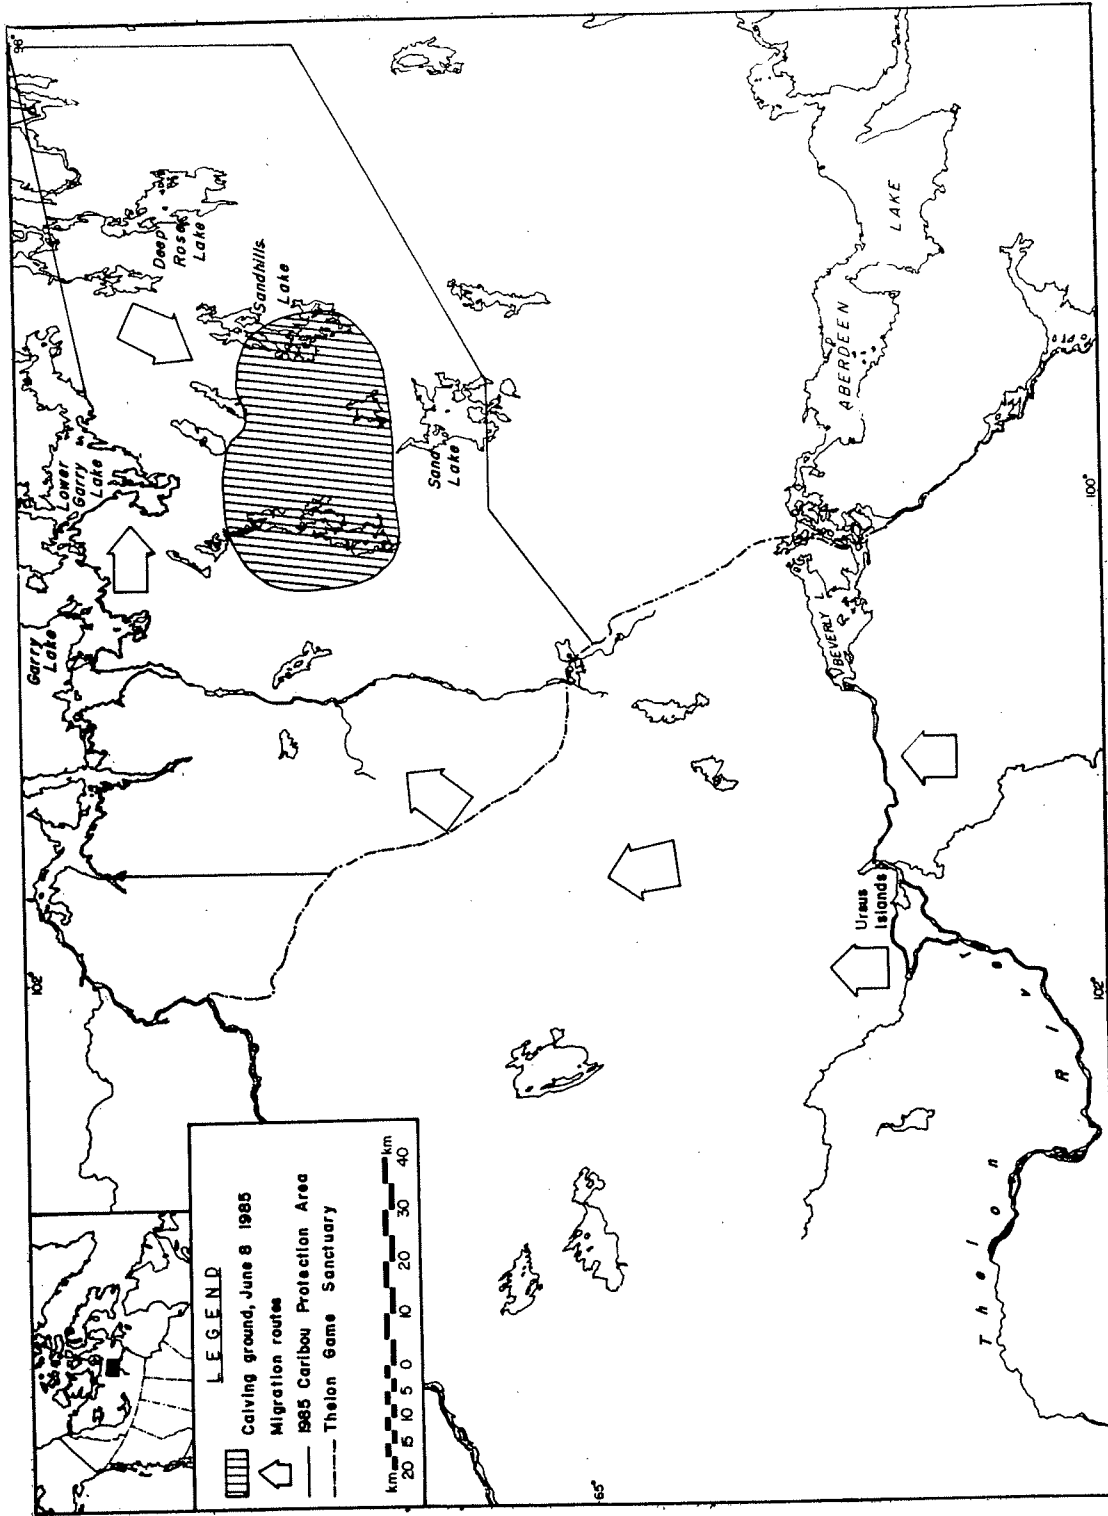 LEGEND
Calving ground, June 8 1985
Migration routes
1985 Caribou Protection Area
Thelon Game Sanctuary
km
20 15 10 5 0 10 20 30 40
km
102°
98°
Garry
Lake
Lower
Garry
Lake
Deep
Rose
Lake
Sandhills
Lake
Sand
Lake
65°
BEVERLY L
ABERDEEN
LAKE
Ursus
Islands
Thelon
River
102°
100°